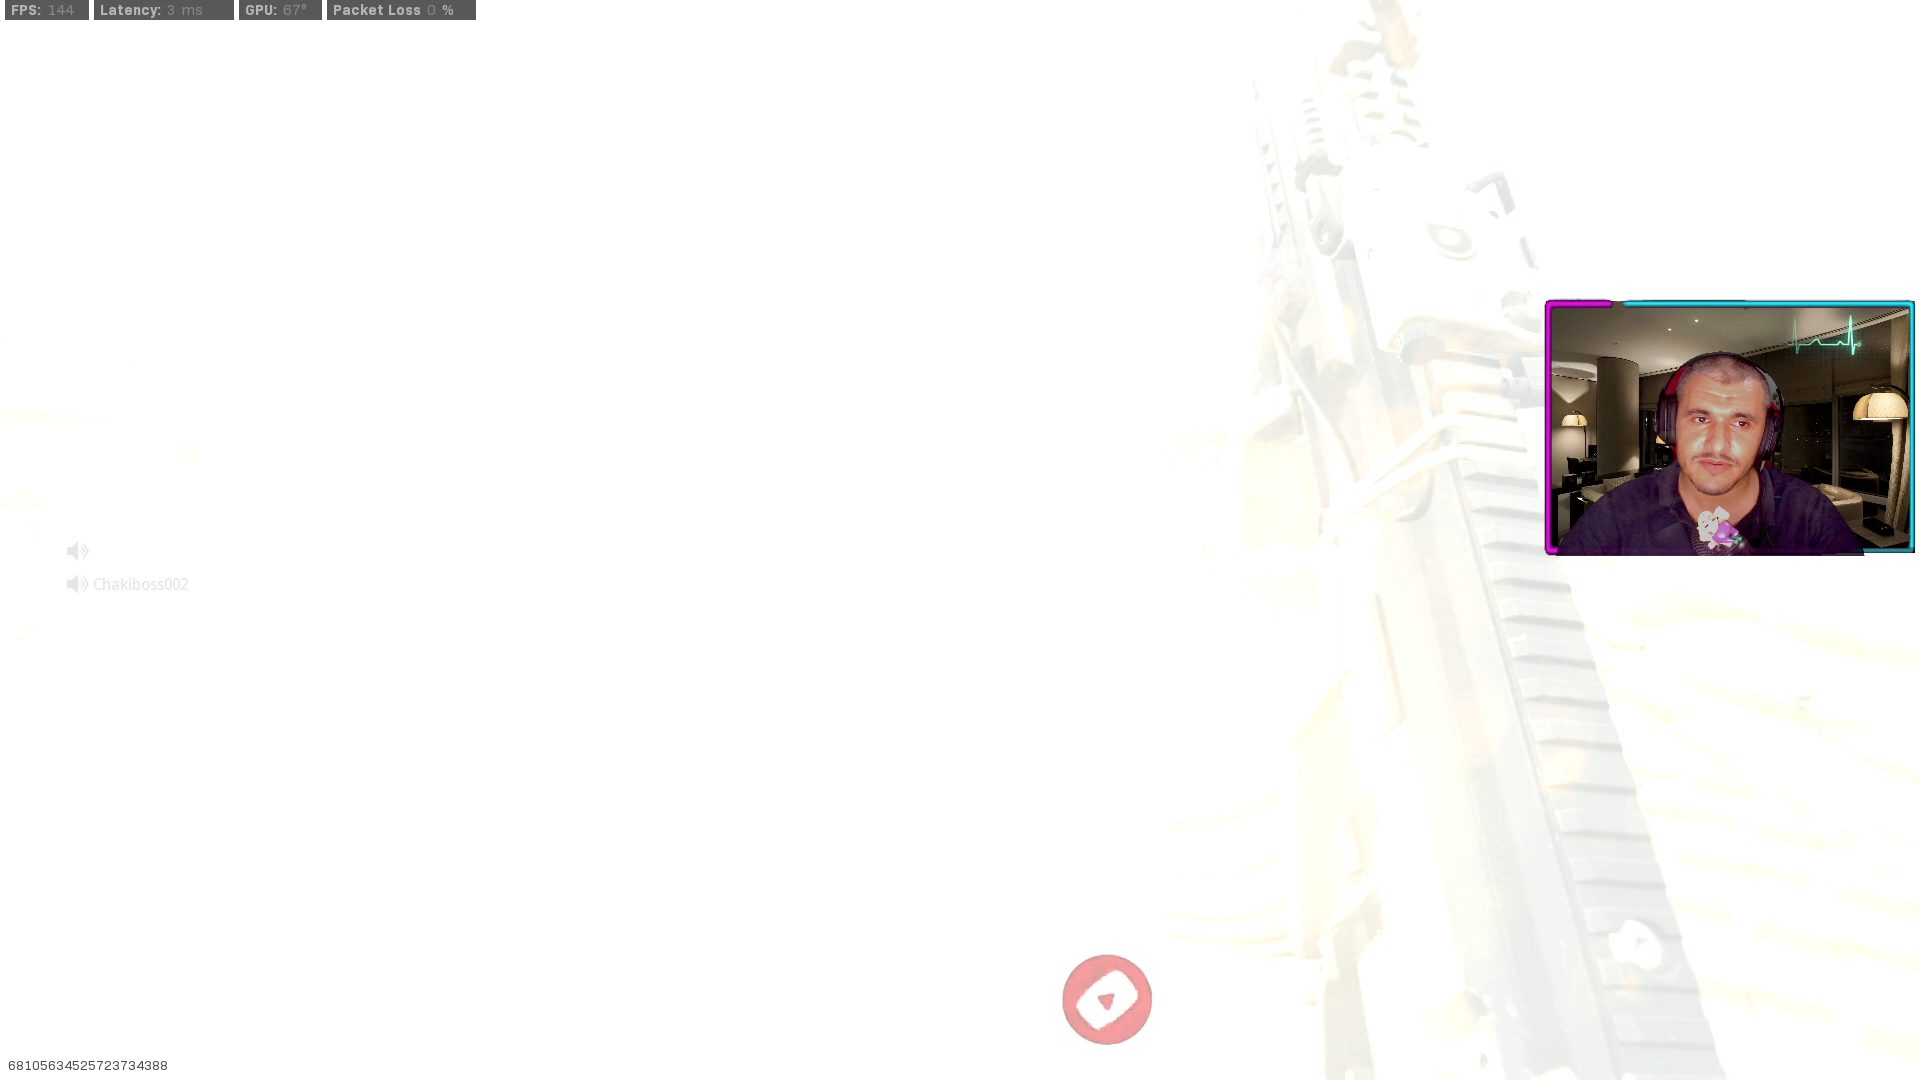 FPS: 144 Latency: 3 ms GPU: 67° Packet Loss 0 %
Chakiboss002
68105634525723734388